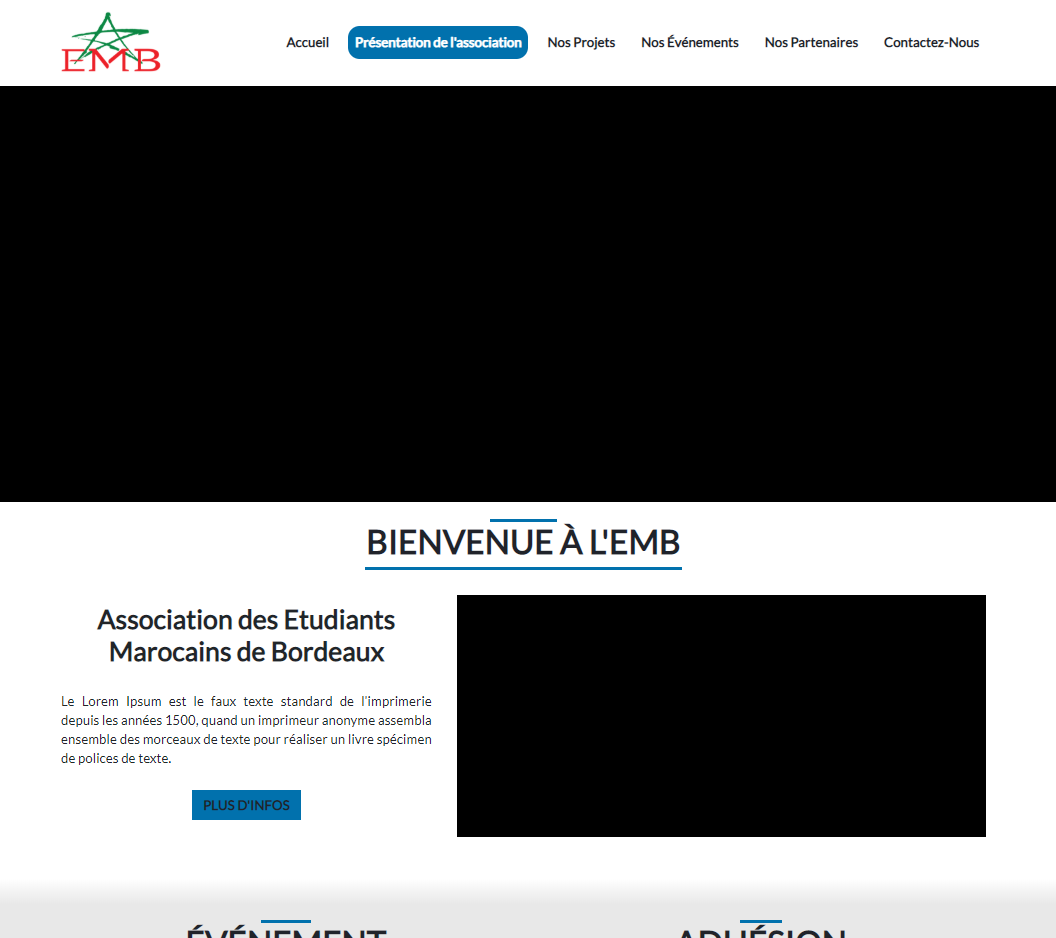 EMB
Accueil
Présentation de l'association
Nos Projets
Nos Événements
Nos Partenaires
Contactez-Nous
BIENVENUE À L'EMB
Association des Etudiants
Marocains de Bordeaux
Le Lorem Ipsum est le faux texte standard de l'imprimerie
depuis les années 1500, quand un imprimeur anonyme assembla
ensemble des morceaux de texte pour réaliser un livre spécimen
de polices de texte.
PLUS D'INFOS
ÉVÉNEMENT
ADHÉSION